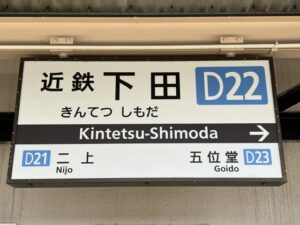 近鉄下田 D22
きんてつ しもだ
Kintetsu-Shimoda →
D21 二上 五位堂 D23
Nijo Goido